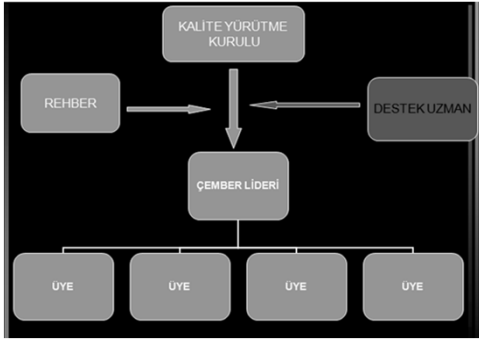 KALİTE YÜRÜTME
KURULU
REHBER
DESTEK UZMAN
ÇEMBER LİDERİ
ÜYE
ÜYE
ÜYE
ÜYE